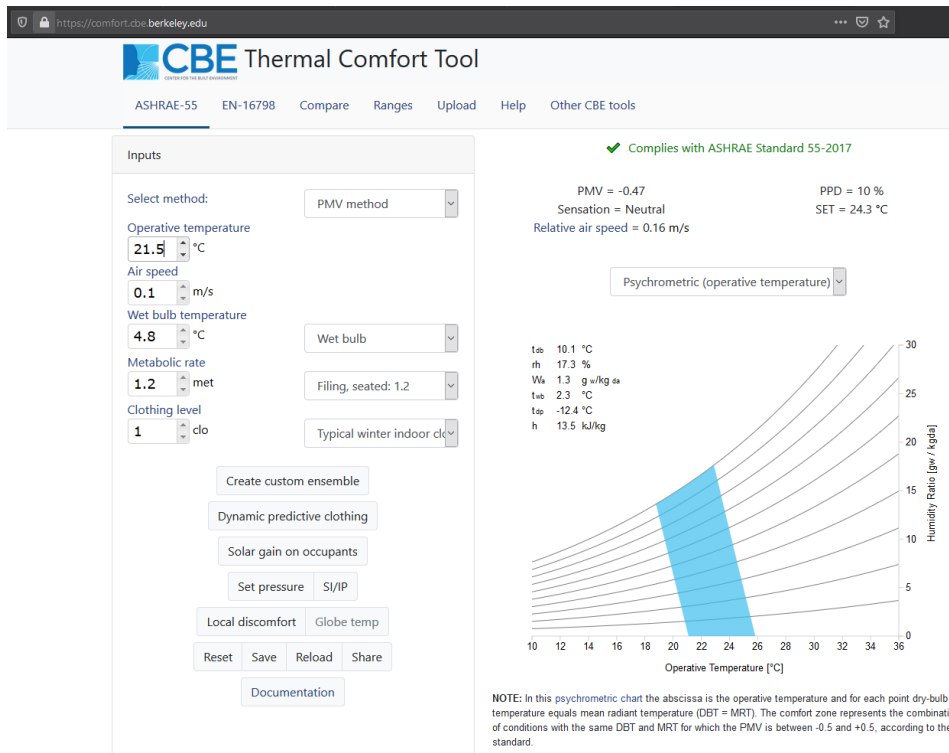 https://comfort.cbe.berkeley.edu
CBE Thermal Comfort Tool
CENTER FOR THE BUILT ENVIRONMENT
ASHRAE-55 EN-16798 Compare Ranges Upload Help Other CBE tools
Inputs
Select method: PMV method
Operative temperature
21.5 °C
Air speed
0.1 m/s
Wet bulb temperature
4.8 °C Wet bulb
Metabolic rate
1.2 met Filing, seated: 1.2
Clothing level
1 clo Typical winter indoor clo
Create custom ensemble
Dynamic predictive clothing
Solar gain on occupants
Set pressure SI/IP
Local discomfort Globe temp
Reset Save Reload Share
Documentation
Complies with ASHRAE Standard 55-2017
PMV = -0.47 PPD = 10 %
Sensation = Neutral SET = 24.3 °C
Relative air speed = 0.16 m/s
Psychrometric (operative temperature)
tdb 10.1 °C
rh 17.3 %
Wa 1.3 g w/kg da
twb 2.3 °C
tdp -12.4 °C
h 13.5 kJ/kg
30
25
20
15
10
5
0
Humidity Ratio [gw / kgda]
10 12 14 16 18 20 22 24 26 28 30 32 34 36
Operative Temperature [°C]
NOTE: In this psychrometric chart the abscissa is the operative temperature and for each point dry-bulb
temperature equals mean radiant temperature (DBT = MRT). The comfort zone represents the combinati
of conditions with the same DBT and MRT for which the PMV is between -0.5 and +0.5, according to the
standard.